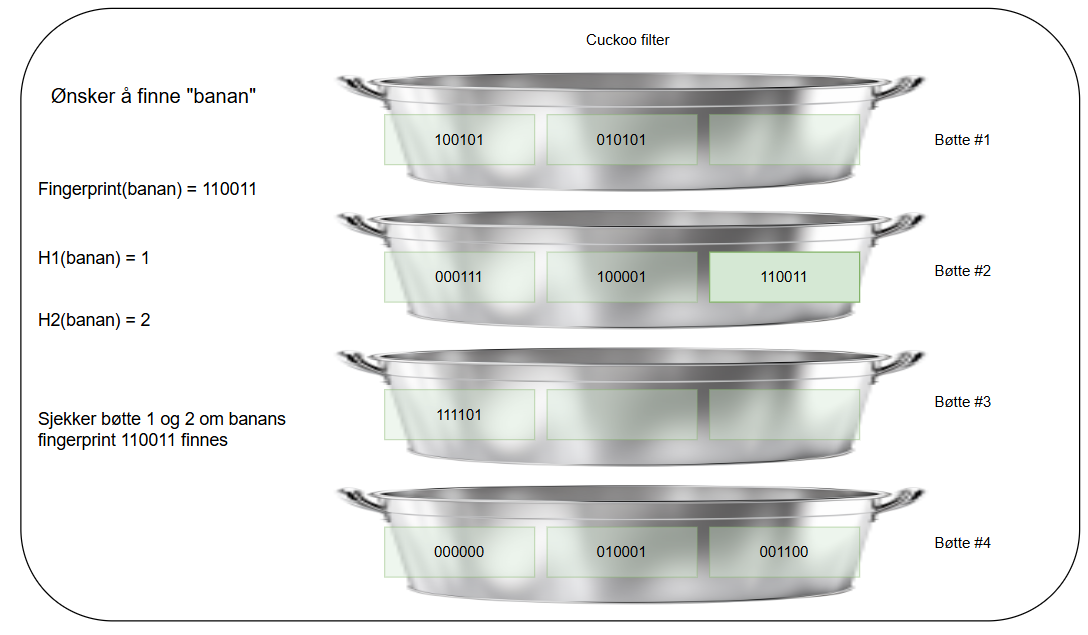 Cuckoo filter
Ønsker å finne "banan"
100101 010101
Bøtte #1
Fingerprint(banan) = 110011
H1(banan) = 1
000111 100001 110011
Bøtte #2
H2(banan) = 2
Sjekker bøtte 1 og 2 om banans
fingerprint 110011 finnes
111101
Bøtte #3
000000 010001 001100
Bøtte #4